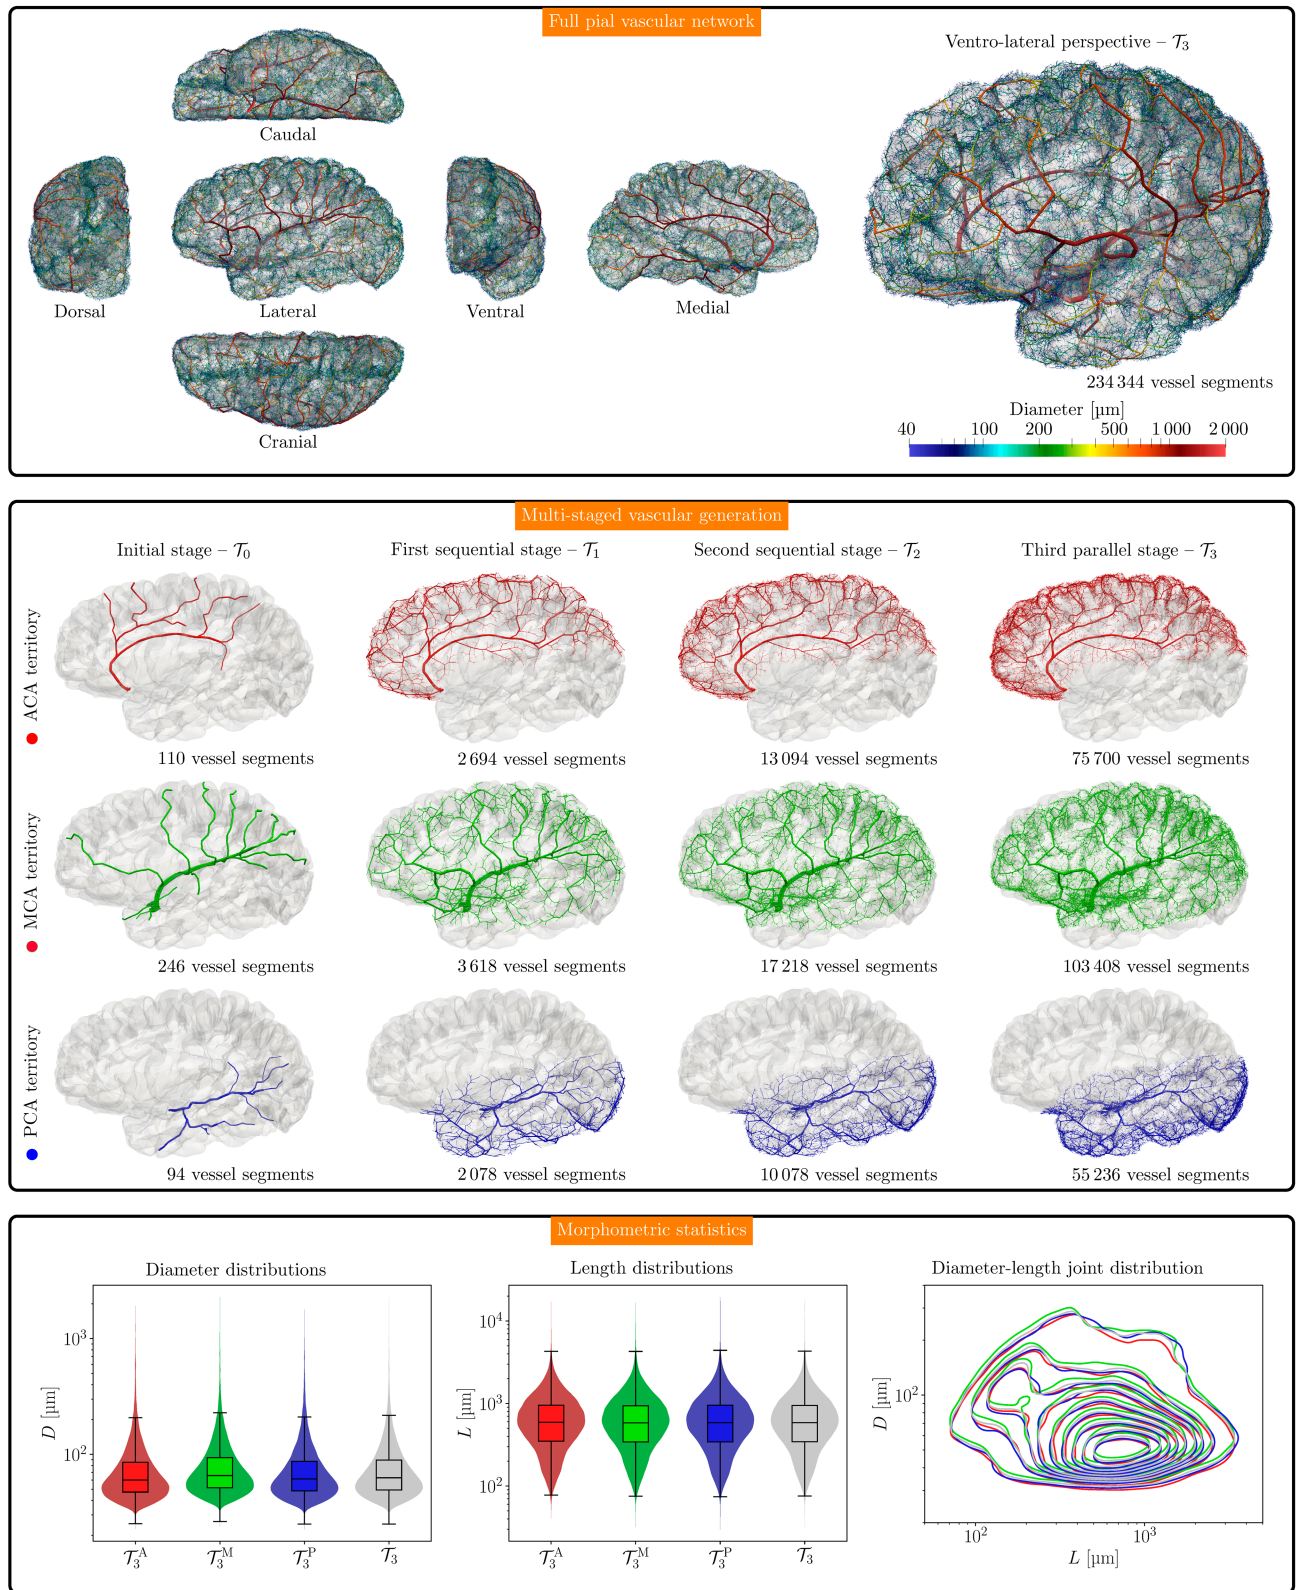 Full pial vascular network
Ventro-lateral perspective – 𝒯₃
Caudal
Dorsal
Lateral
Ventral
Medial
Cranial
234 344 vessel segments
Diameter [µm]
40 100 200 500 1 000 2 000
Multi-staged vascular generation
Initial stage – 𝒯₀
First sequential stage – 𝒯₁
Second sequential stage – 𝒯₂
Third parallel stage – 𝒯₃
ACA territory
110 vessel segments
2 694 vessel segments
13 094 vessel segments
75 700 vessel segments
MCA territory
246 vessel segments
3 618 vessel segments
17 218 vessel segments
103 408 vessel segments
PCA territory
94 vessel segments
2 078 vessel segments
10 078 vessel segments
55 236 vessel segments
Morphometric statistics
Diameter distributions
D [µm]
10³
10²
𝒯₃ᴬ 𝒯₃ᴹ 𝒯₃ᴾ 𝒯₃
Length distributions
L [µm]
10⁴
10³
10²
𝒯₃ᴬ 𝒯₃ᴹ 𝒯₃ᴾ 𝒯₃
Diameter-length joint distribution
D [µm]
10²
10² 10³
L [µm]